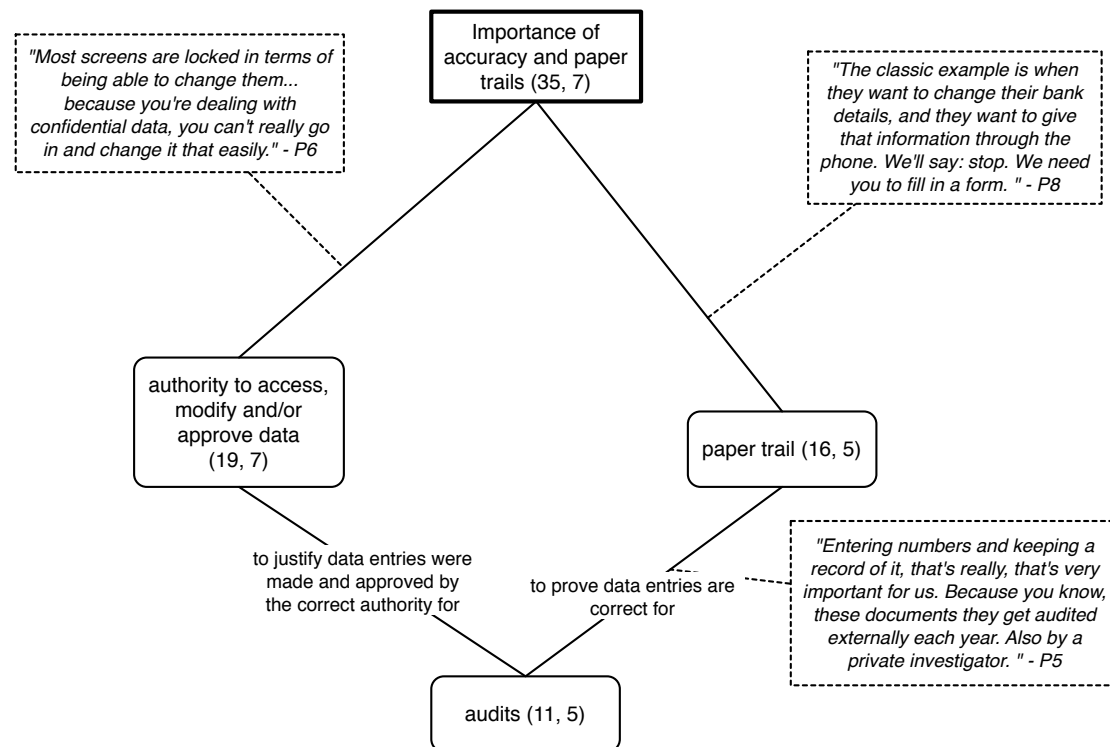 Importance of
accuracy and paper
trails (35, 7)
"Most screens are locked in terms of
being able to change them...
because you're dealing with
confidential data, you can't really go
in and change it that easily." - P6
"The classic example is when
they want to change their bank
details, and they want to give
that information through the
phone. We'll say: stop. We need
you to fill in a form. " - P8
authority to access,
modify and/or
approve data
(19, 7)
paper trail (16, 5)
to justify data entries were
made and approved by
the correct authority for
to prove data entries are
correct for
"Entering numbers and keeping a
record of it, that's really, that's very
important for us. Because you know,
these documents they get audited
externally each year. Also by a
private investigator. " - P5
audits (11, 5)